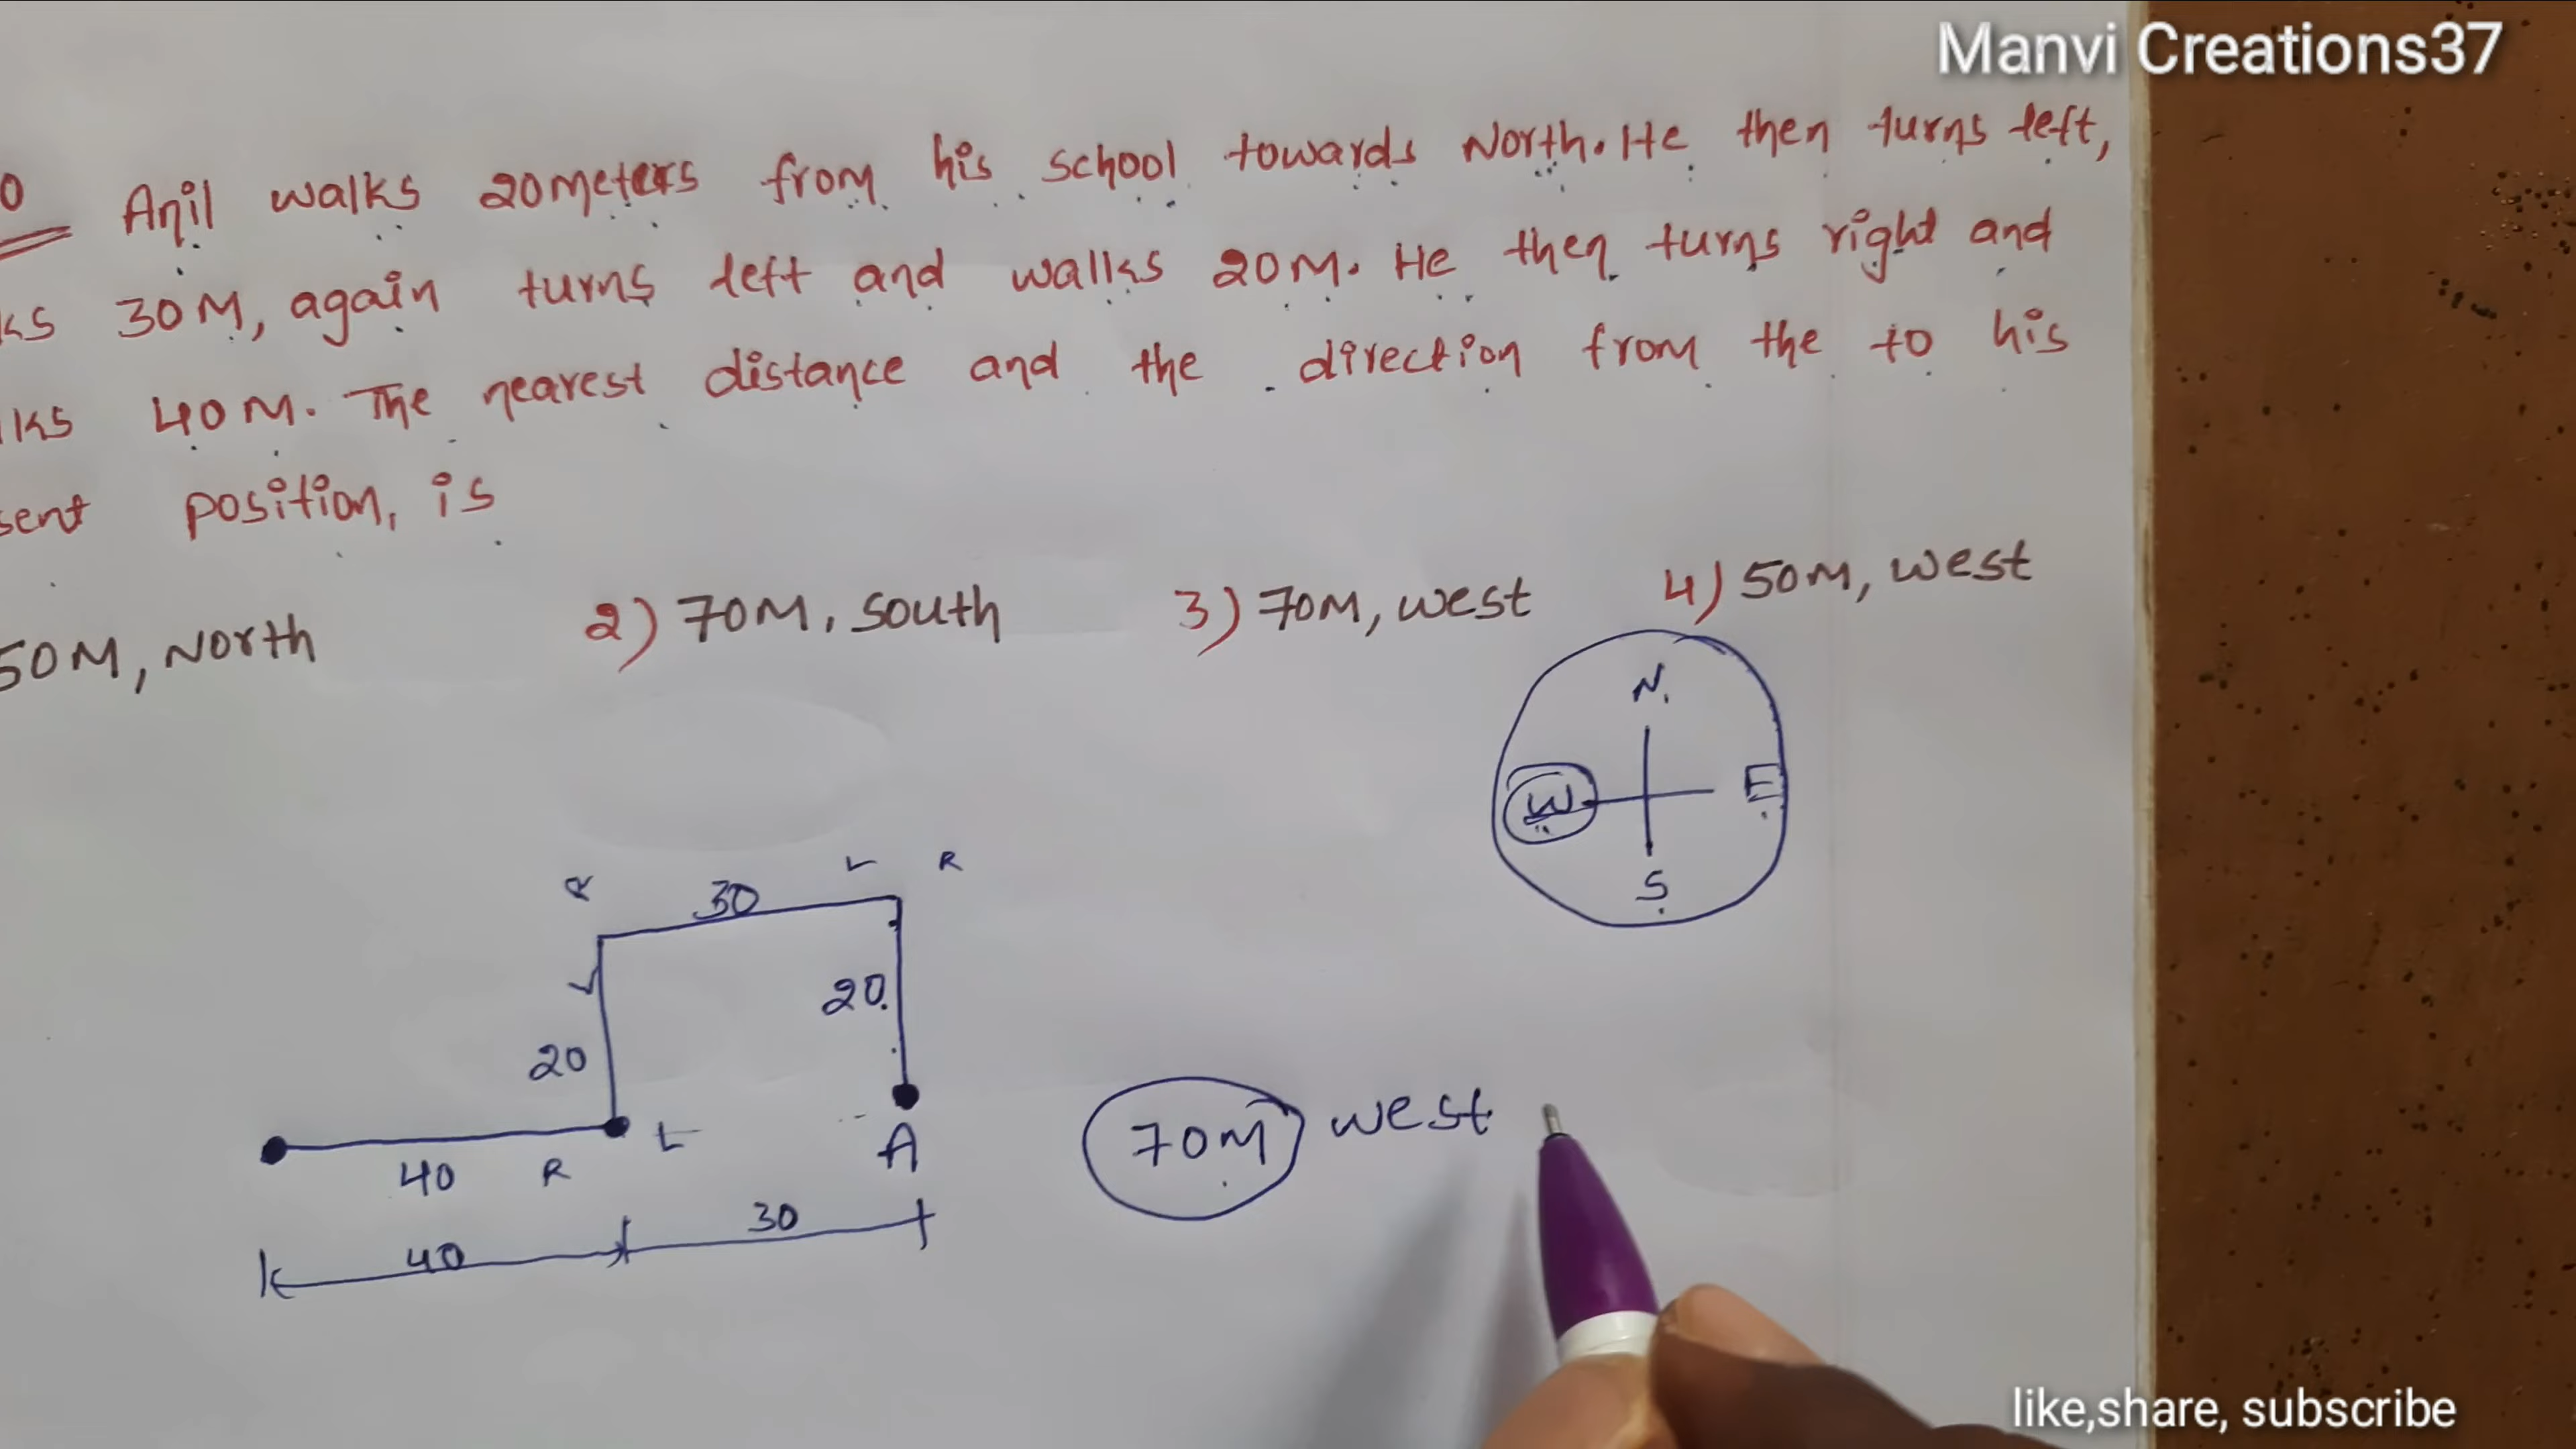 Manvi Creations37
0 Anil walks 20meters from his school towards North. He then turns left,
ks 30M, again turns left and walks 20M. He then turns right and
lks 40M. The nearest distance and the direction from the to his
sent position, is
50M, North 2) 70M, south 3) 70M, west 4) 50M, west
N
W E
S
R 30 L R
L 20
20
L A
40 R
40 30
70M west
like,share, subscribe